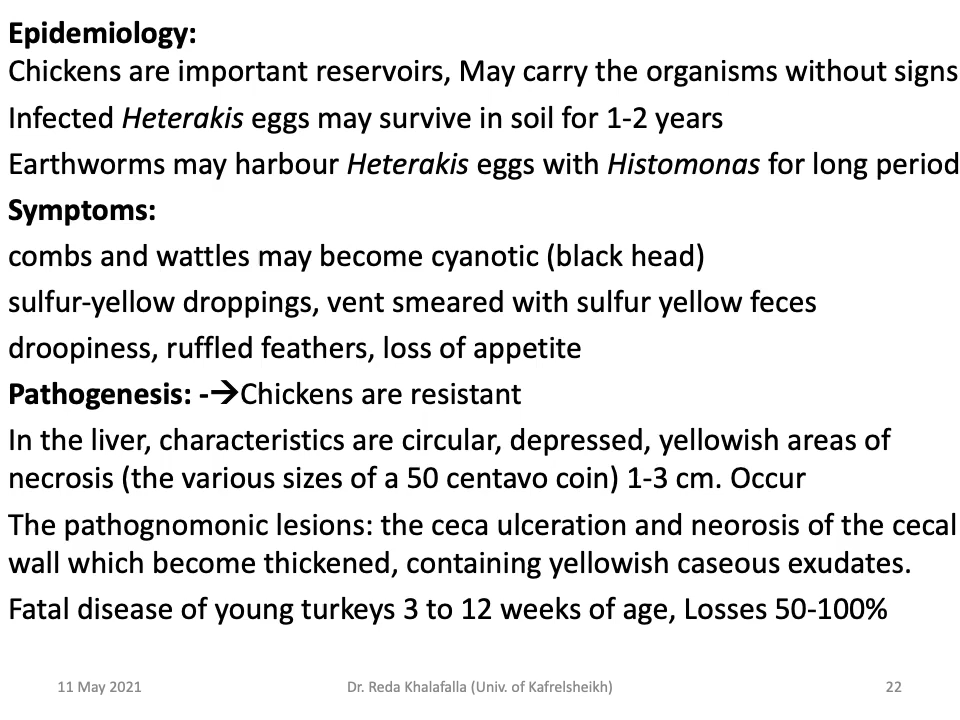 Epidemiology:
Chickens are important reservoirs, May carry the organisms without signs
Infected Heterakis eggs may survive in soil for 1-2 years
Earthworms may harbour Heterakis eggs with Histomonas for long period
Symptoms:
combs and wattles may become cyanotic (black head)
sulfur-yellow droppings, vent smeared with sulfur yellow feces
droopiness, ruffled feathers, loss of appetite
Pathogenesis: -→Chickens are resistant
In the liver, characteristics are circular, depressed, yellowish areas of
necrosis (the various sizes of a 50 centavo coin) 1-3 cm. Occur
The pathognomonic lesions: the ceca ulceration and neorosis of the cecal
wall which become thickened, containing yellowish caseous exudates.
Fatal disease of young turkeys 3 to 12 weeks of age, Losses 50-100%
11 May 2021
Dr. Reda Khalafalla (Univ. of Kafrelsheikh)
22